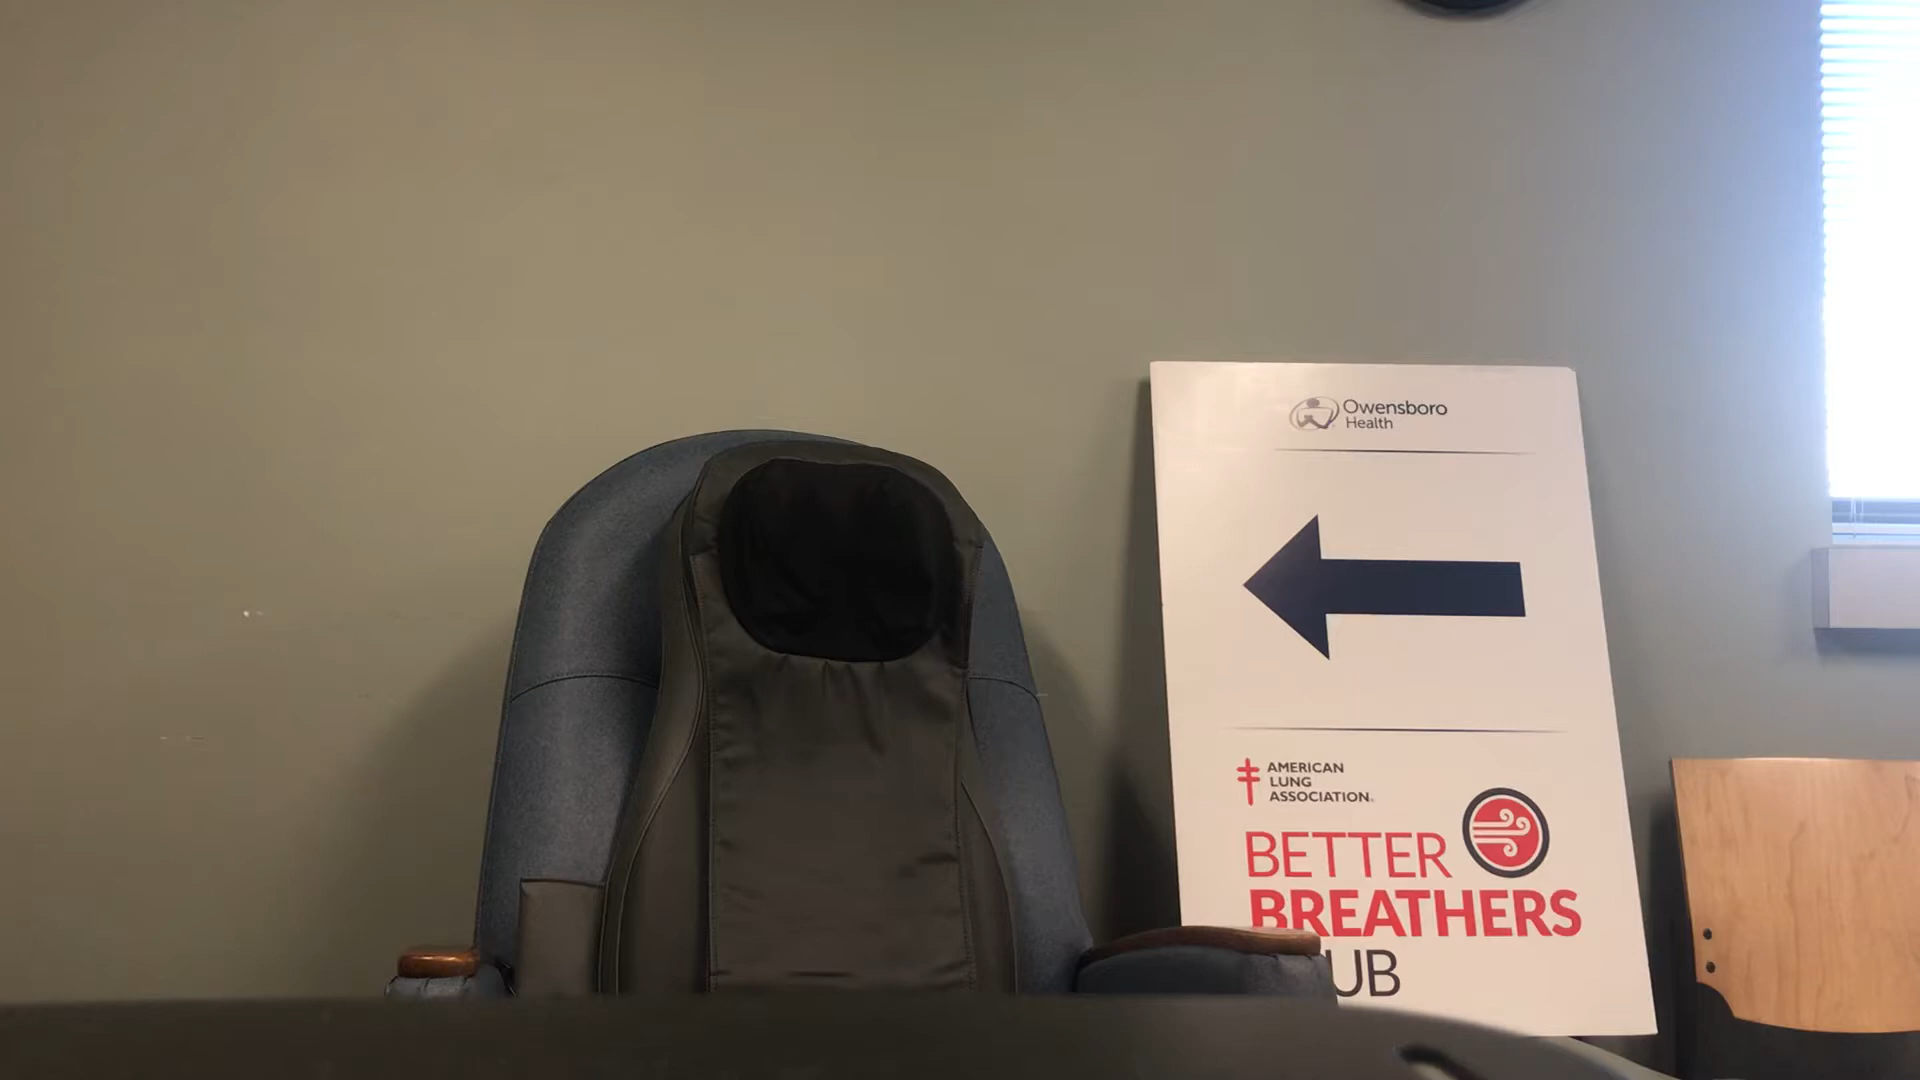 Owensboro
Health
AMERICAN
LUNG
ASSOCIATION
BETTER
BREATHERS
UB